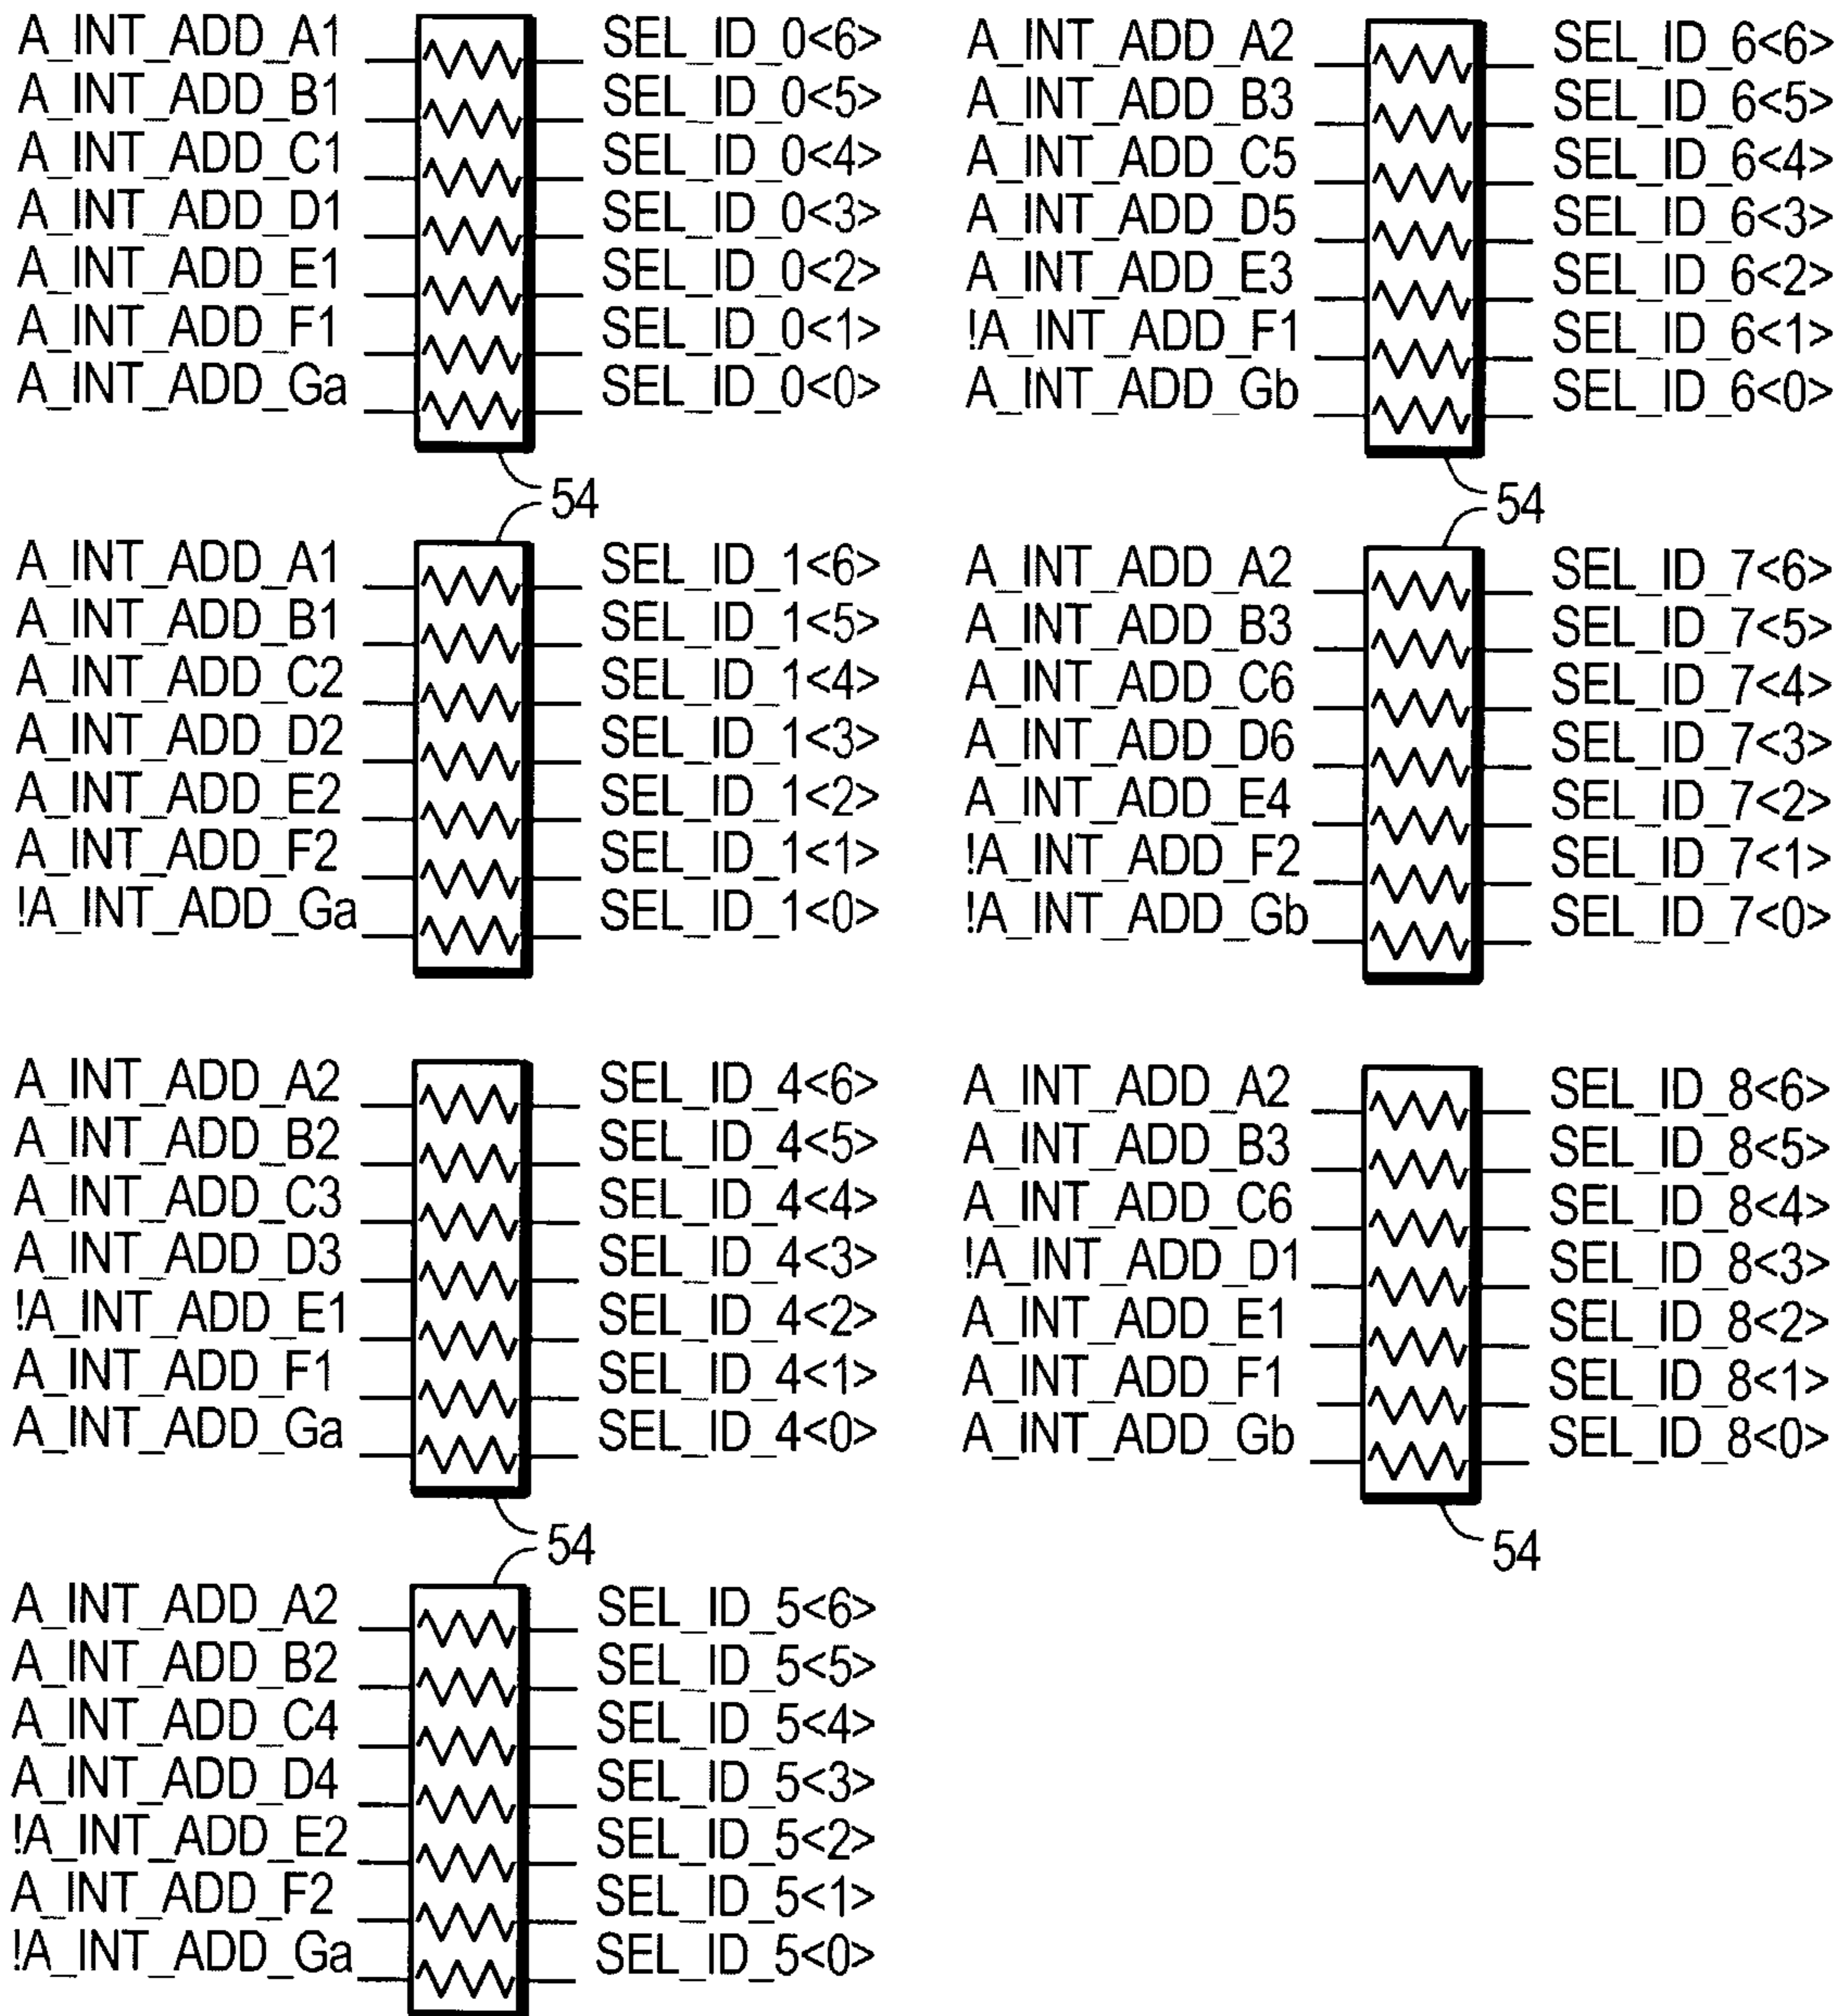 A_INT_ADD_A1 SEL_ID_0<6>
A_INT_ADD_B1 SEL_ID_0<5>
A_INT_ADD_C1 SEL_ID_0<4>
A_INT_ADD_D1 SEL_ID_0<3>
A_INT_ADD_E1 SEL_ID_0<2>
A_INT_ADD_F1 SEL_ID_0<1>
A_INT_ADD_Ga SEL_ID_0<0>
54
A_INT_ADD_A1 SEL_ID_1<6>
A_INT_ADD_B1 SEL_ID_1<5>
A_INT_ADD_C2 SEL_ID_1<4>
A_INT_ADD_D2 SEL_ID_1<3>
A_INT_ADD_E2 SEL_ID_1<2>
A_INT_ADD_F2 SEL_ID_1<1>
!A_INT_ADD_Ga SEL_ID_1<0>
A_INT_ADD_A2 SEL_ID_4<6>
A_INT_ADD_B2 SEL_ID_4<5>
A_INT_ADD_C3 SEL_ID_4<4>
A_INT_ADD_D3 SEL_ID_4<3>
!A_INT_ADD_E1 SEL_ID_4<2>
A_INT_ADD_F1 SEL_ID_4<1>
A_INT_ADD_Ga SEL_ID_4<0>
54
A_INT_ADD_A2 SEL_ID_5<6>
A_INT_ADD_B2 SEL_ID_5<5>
A_INT_ADD_C4 SEL_ID_5<4>
A_INT_ADD_D4 SEL_ID_5<3>
!A_INT_ADD_E2 SEL_ID_5<2>
A_INT_ADD_F2 SEL_ID_5<1>
!A_INT_ADD_Ga SEL_ID_5<0>
A_INT_ADD_A2 SEL_ID_6<6>
A_INT_ADD_B3 SEL_ID_6<5>
A_INT_ADD_C5 SEL_ID_6<4>
A_INT_ADD_D5 SEL_ID_6<3>
A_INT_ADD_E3 SEL_ID_6<2>
!A_INT_ADD_F1 SEL_ID_6<1>
A_INT_ADD_Gb SEL_ID_6<0>
54
A_INT_ADD_A2 SEL_ID_7<6>
A_INT_ADD_B3 SEL_ID_7<5>
A_INT_ADD_C6 SEL_ID_7<4>
A_INT_ADD_D6 SEL_ID_7<3>
A_INT_ADD_E4 SEL_ID_7<2>
!A_INT_ADD_F2 SEL_ID_7<1>
!A_INT_ADD_Gb SEL_ID_7<0>
A_INT_ADD_A2 SEL_ID_8<6>
A_INT_ADD_B3 SEL_ID_8<5>
A_INT_ADD_C6 SEL_ID_8<4>
!A_INT_ADD_D1 SEL_ID_8<3>
A_INT_ADD_E1 SEL_ID_8<2>
A_INT_ADD_F1 SEL_ID_8<1>
A_INT_ADD_Gb SEL_ID_8<0>
54